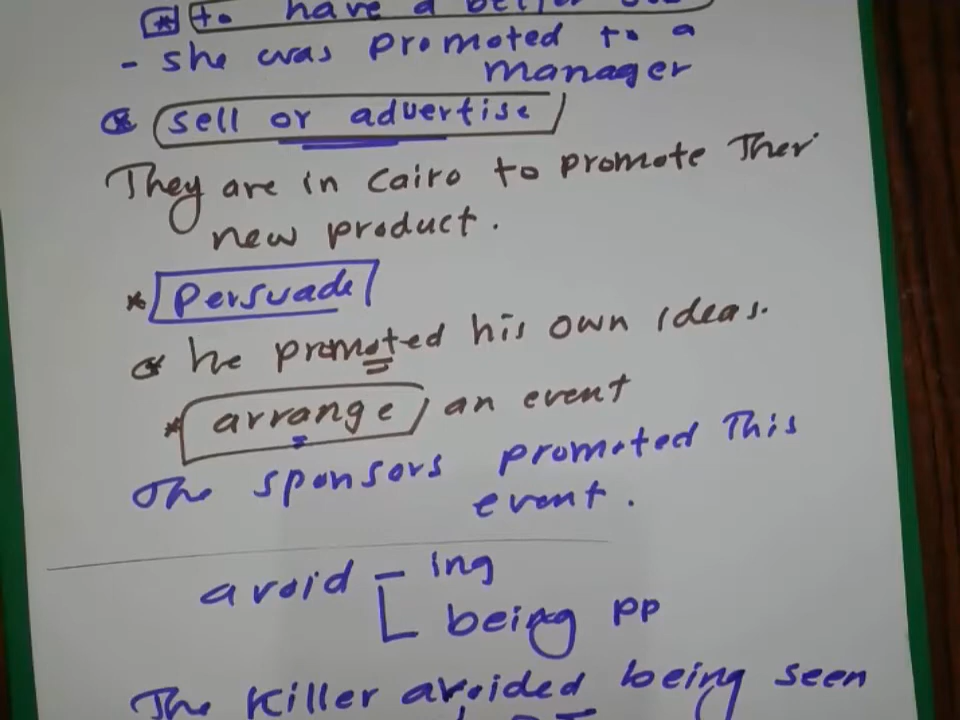 * to have a better
- she was promoted to a
manager
* sell or advertise
They are in Cairo to promote Ther
new product.
* persuade
* he promoted his own ideas.
* arrange an event
The sponsors promoted This
event.
avoid - ing
being pp
The killer avoided being seen